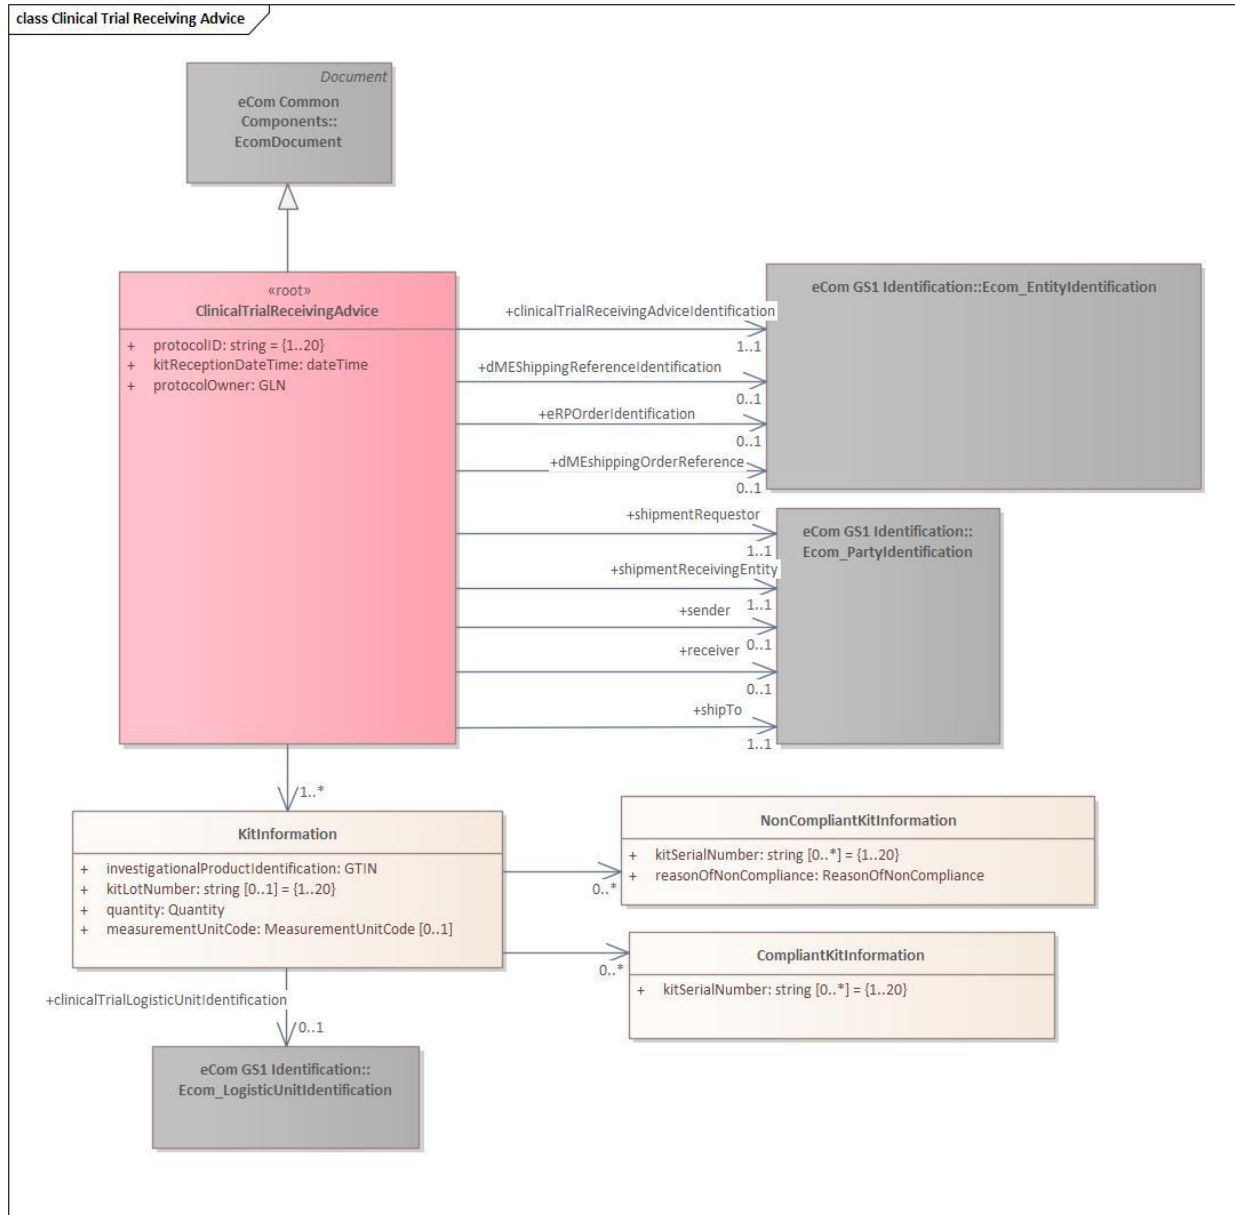 class Clinical Trial Receiving Advice
Document
eCom Common
Components::
EcomDocument
«root»
ClinicalTrialReceivingAdvice
+ protocolID: string = {1..20}
+ kitReceptionDateTime: dateTime
+ protocolOwner: GLN
eCom GS1 Identification::Ecom_EntityIdentification
+clinicalTrialReceivingAdviceIdentification
1..1
+dMEShippingReferenceIdentification
0..1
+eRPOrderIdentification
0..1
+dMEshippingOrderReference
0..1
+shipmentRequestor
1..1
eCom GS1 Identification::
Ecom_PartyIdentification
+shipmentReceivingEntity
1..1
+sender
0..1
+receiver
0..1
+shipTo
1..1
1..*
KitInformation
+ investigationalProductIdentification: GTIN
+ kitLotNumber: string [0..1] = {1..20}
+ quantity: Quantity
+ measurementUnitCode: MeasurementUnitCode [0..1]
0..*
NonCompliantKitInformation
+ kitSerialNumber: string [0..*] = {1..20}
+ reasonOfNonCompliance: ReasonOfNonCompliance
0..*
CompliantKitInformation
+ kitSerialNumber: string [0..*] = {1..20}
+clinicalTrialLogisticUnitIdentification
0..1
eCom GS1 Identification::
Ecom_LogisticUnitIdentification